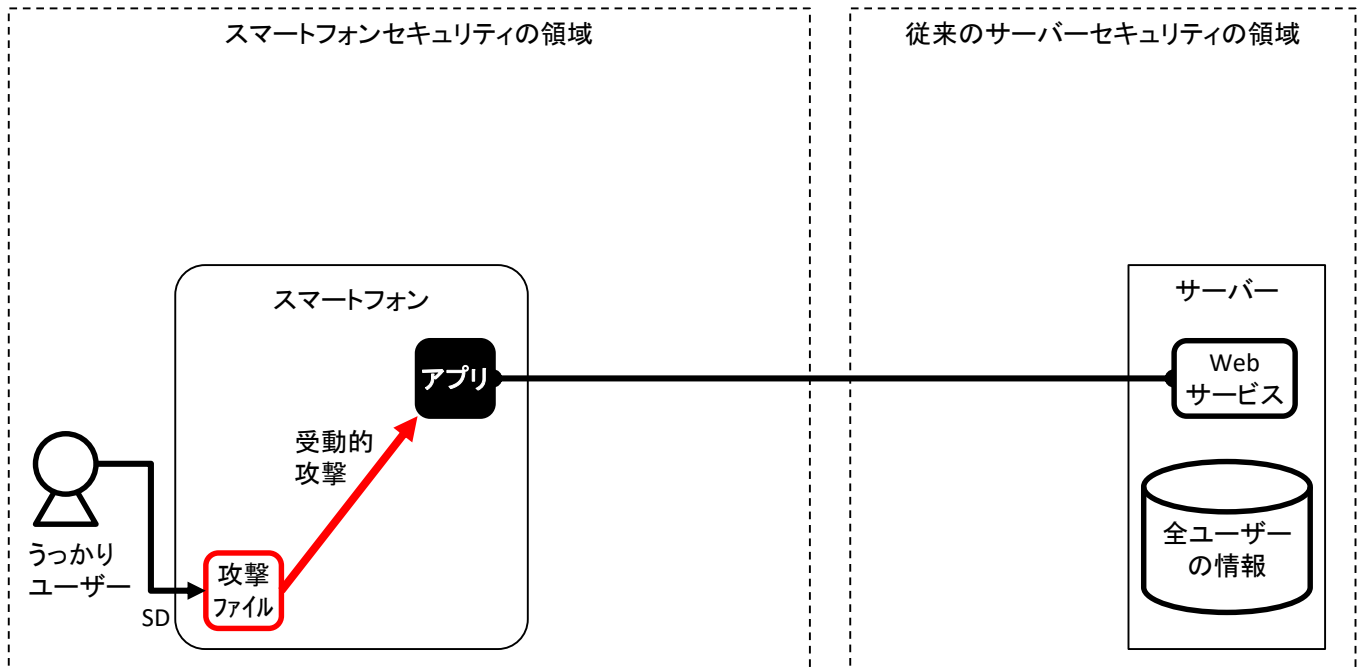 スマートフォンセキュリティの領域
従来のサーバーセキュリティの領域
スマートフォン
サーバー
アプリ
Web
サービス
受動的
攻撃
うっかり
ユーザー
SD
攻撃
ファイル
全ユーザー
の情報